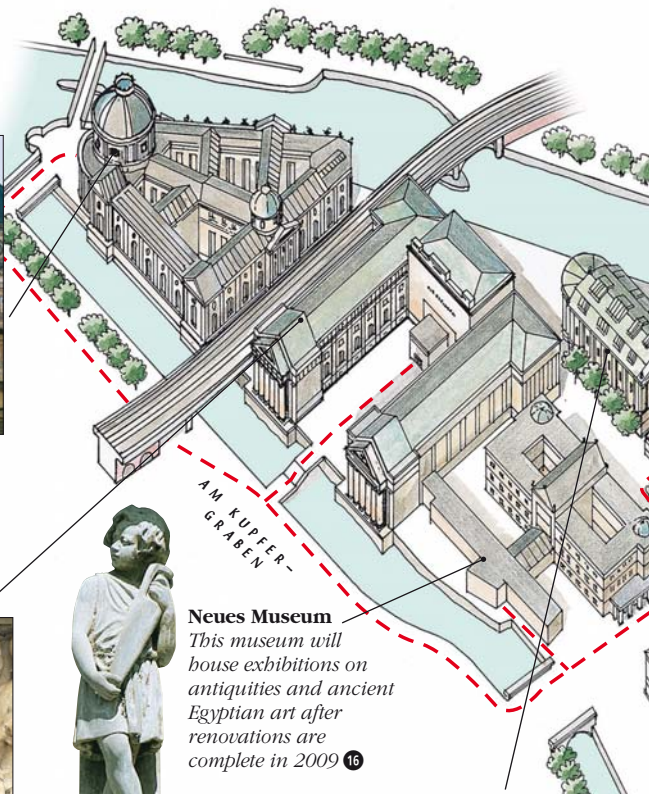 AM KUPFER–
GRABEN
Neues Museum
This museum will
house exhibitions on
antiquities and ancient
Egyptian art after
renovations are
complete in 2009 16